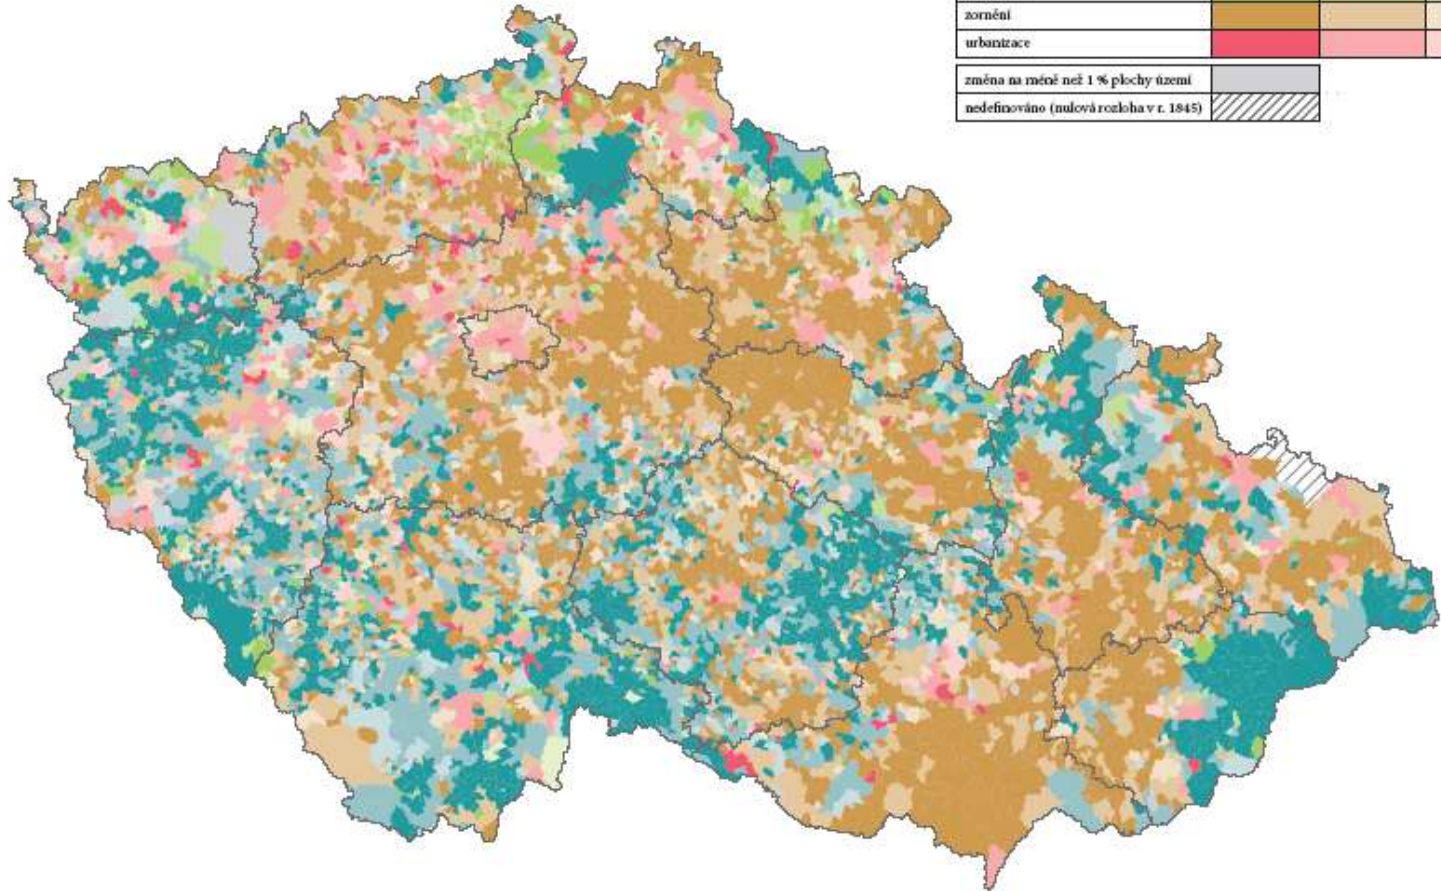 zornění
urbanizace
změna na méně než 1 % plochy území
nedefinováno (nulová rozloha v r. 1845)